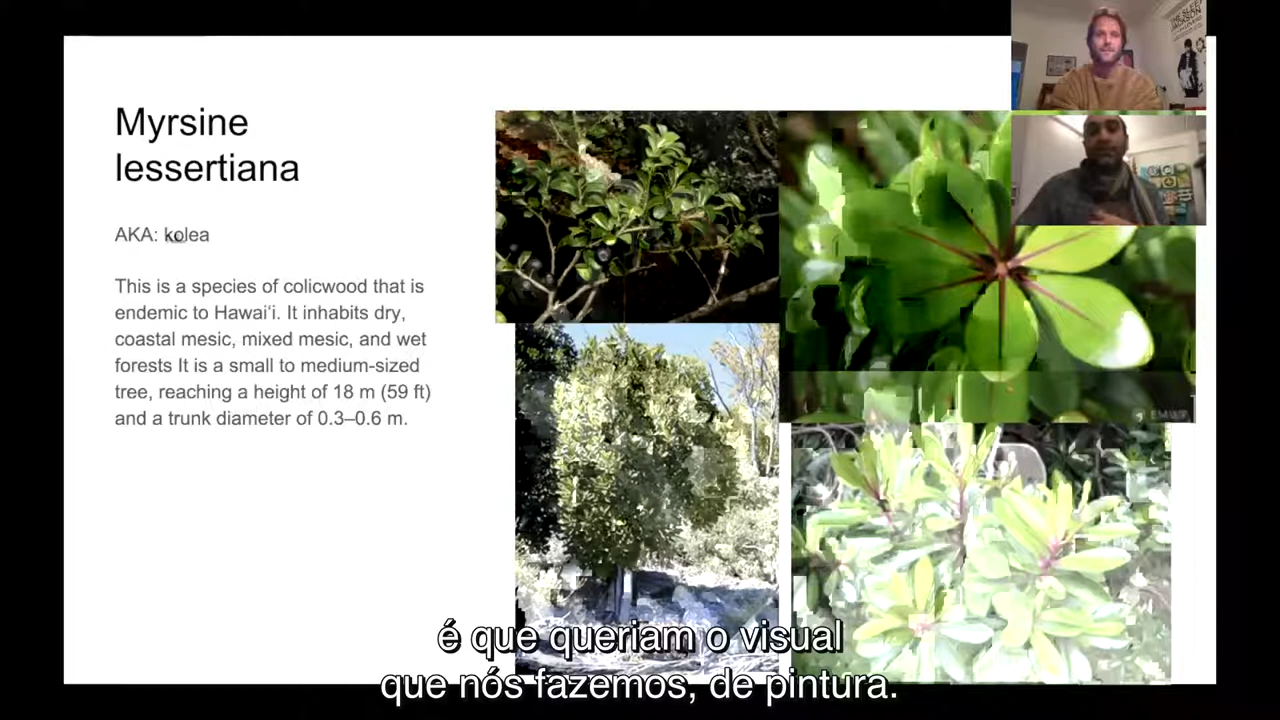 Myrsine
lessertiana
AKA: kolea
This is a species of colicwood that is
endemic to Hawaiʻi. It inhabits dry,
coastal mesic, mixed mesic, and wet
forests It is a small to medium-sized
tree, reaching a height of 18 m (59 ft)
and a trunk diameter of 0.3–0.6 m.
é que queriam o visual
que nós fazemos, de pintura.